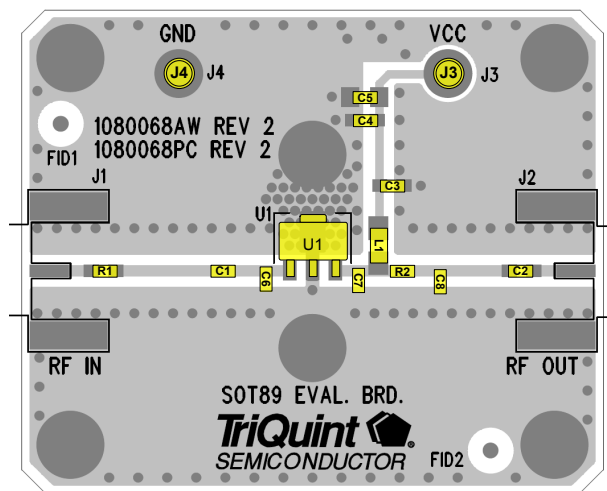 GND VCC
J4 J4 J3 J3
C5
C4
1080068AW REV 2
1080068PC REV 2
FID1
J1 C3 J2
U1
U1 L1
R1 C1 C6 C7 R2 C8 C2
RF IN RF OUT
SOT89 EVAL. BRD.
TriQuint
SEMICONDUCTOR FID2